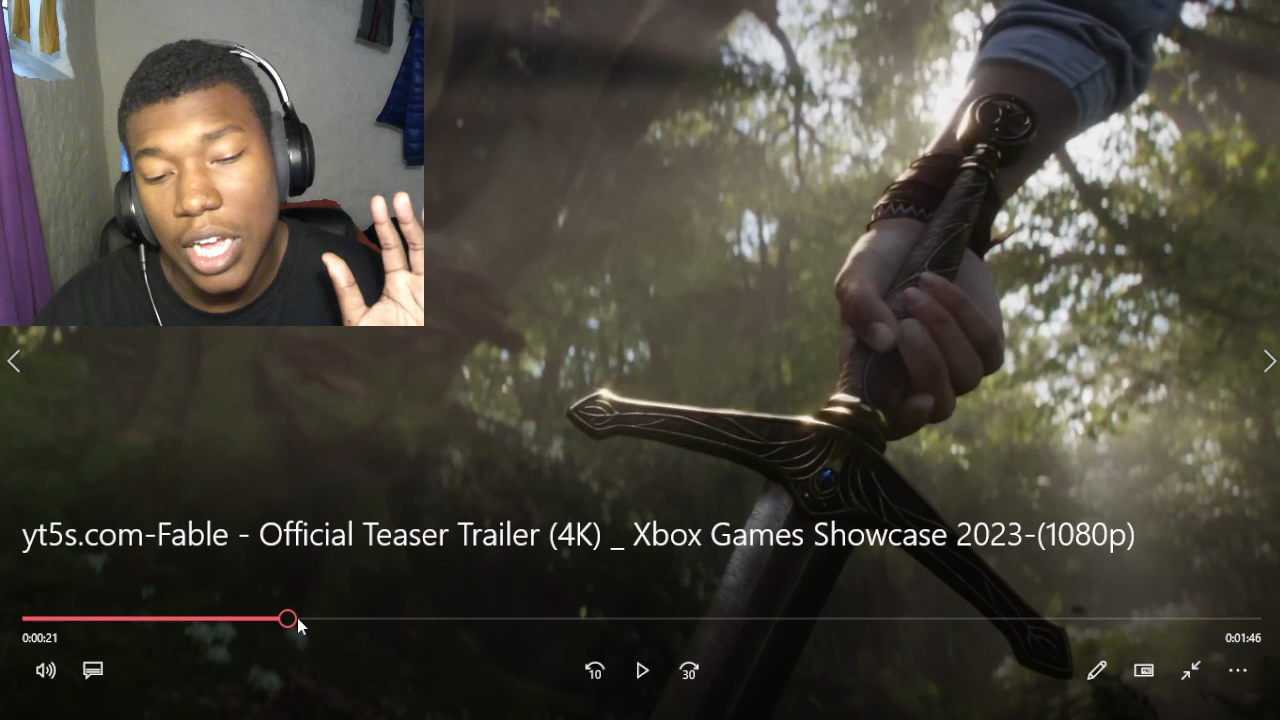 yt5s.com-Fable - Official Teaser Trailer (4K) _ Xbox Games Showcase 2023-(1080p)
0:00:21
0:01:46
10
30